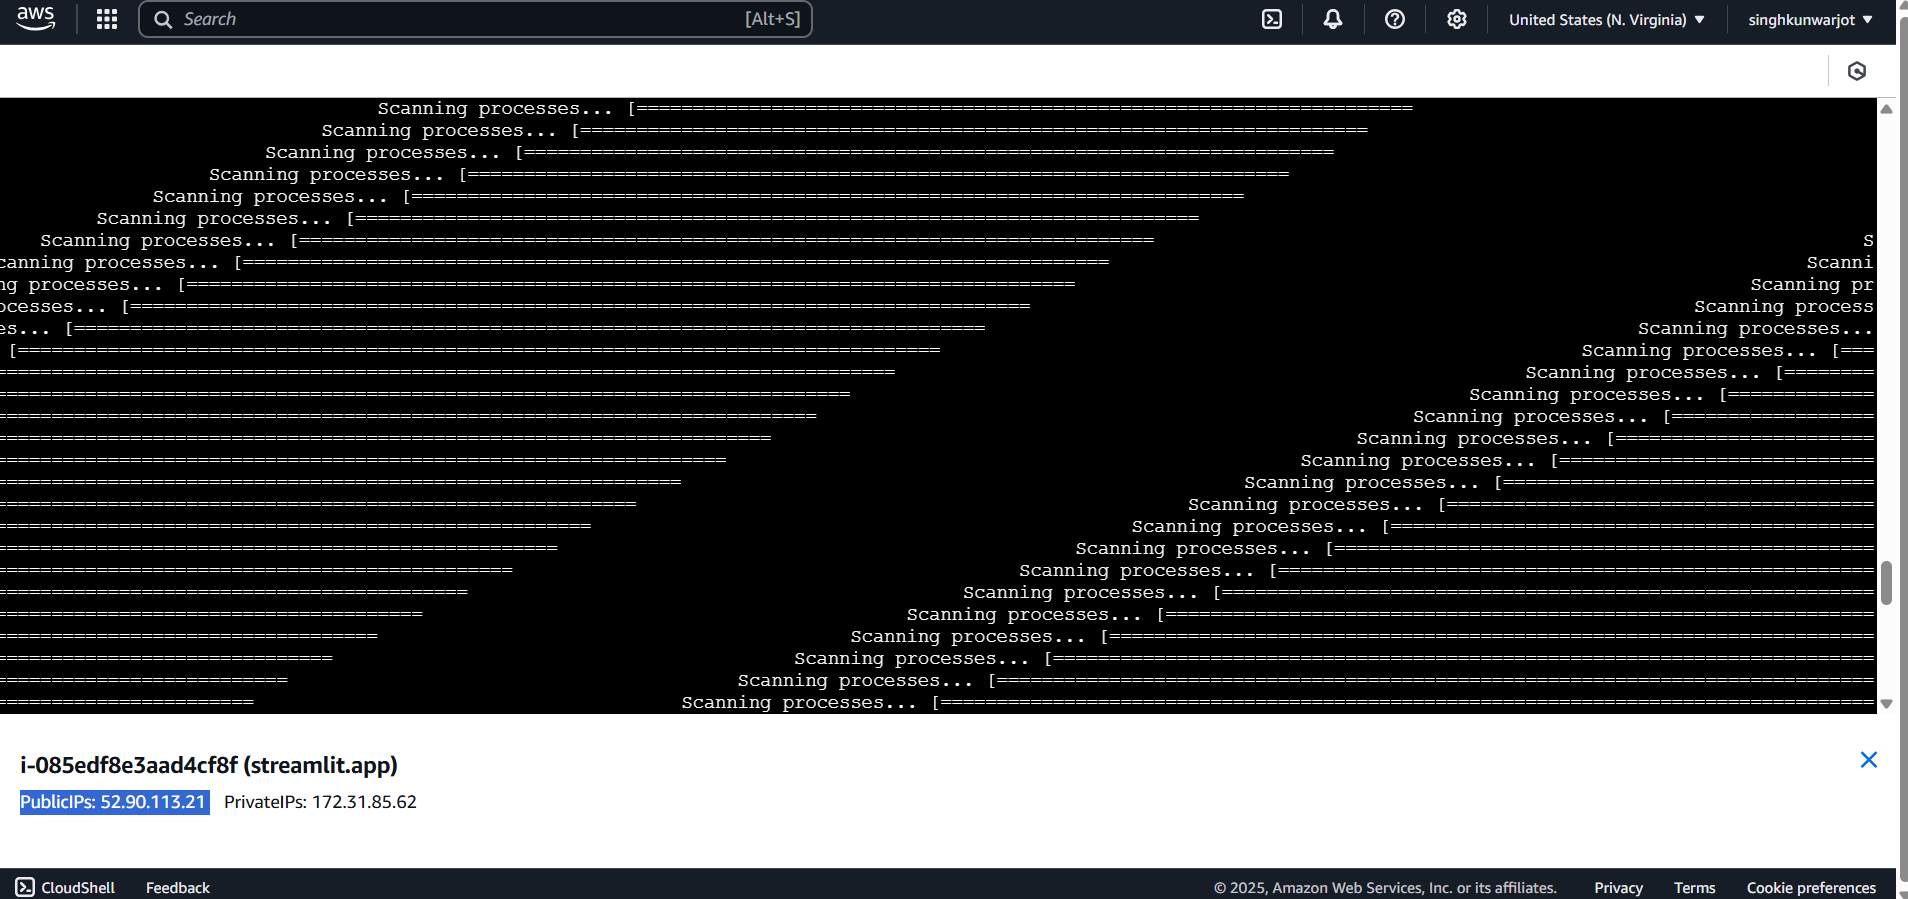 aws
Search [Alt+S]
United States (N. Virginia)
singhkunwarjot
Scanning processes... [=====================================================================
Scanning processes... [======================================================================
Scanning processes... [========================================================================
Scanning processes... [=========================================================================
Scanning processes... [==========================================================================
Scanning processes... [===========================================================================
Scanning processes... [============================================================================ S
canning processes... [============================================================================= Scanni
ng processes... [=============================================================================== Scanning pr
ocesses... [================================================================================ Scanning process
es... [================================================================================= Scanning processes...
[================================================================================== Scanning processes... [===
================================================================================ Scanning processes... [========
============================================================================ Scanning processes... [=============
========================================================================= Scanning processes... [==================
===================================================================== Scanning processes... [=======================
================================================================= Scanning processes... [============================
============================================================= Scanning processes... [=================================
========================================================= Scanning processes... [======================================
===================================================== Scanning processes... [===========================================
================================================== Scanning processes... [================================================
============================================== Scanning processes... [=====================================================
========================================== Scanning processes... [==========================================================
====================================== Scanning processes... [===============================================================
================================== Scanning processes... [====================================================================
============================== Scanning processes... [=========================================================================
========================== Scanning processes... [==============================================================================
======================= Scanning processes... [===================================================================================
i-085edf8e3aad4cf8f (streamlit.app)
PublicIPs: 52.90.113.21 PrivateIPs: 172.31.85.62
CloudShell Feedback © 2025, Amazon Web Services, Inc. or its affiliates. Privacy Terms Cookie preferences